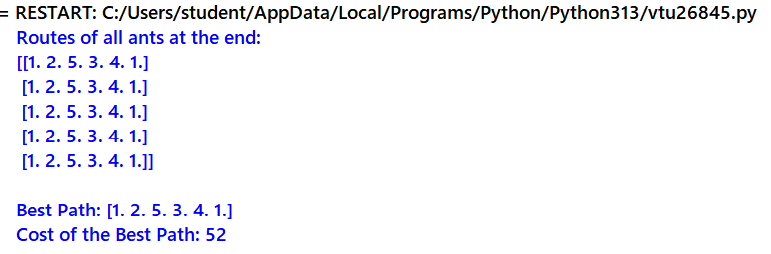 = RESTART: C:/Users/student/AppData/Local/Programs/Python/Python313/vtu26845.py
Routes of all ants at the end:
[[1. 2. 5. 3. 4. 1.]
[1. 2. 5. 3. 4. 1.]
[1. 2. 5. 3. 4. 1.]
[1. 2. 5. 3. 4. 1.]
[1. 2. 5. 3. 4. 1.]]
Best Path: [1. 2. 5. 3. 4. 1.]
Cost of the Best Path: 52